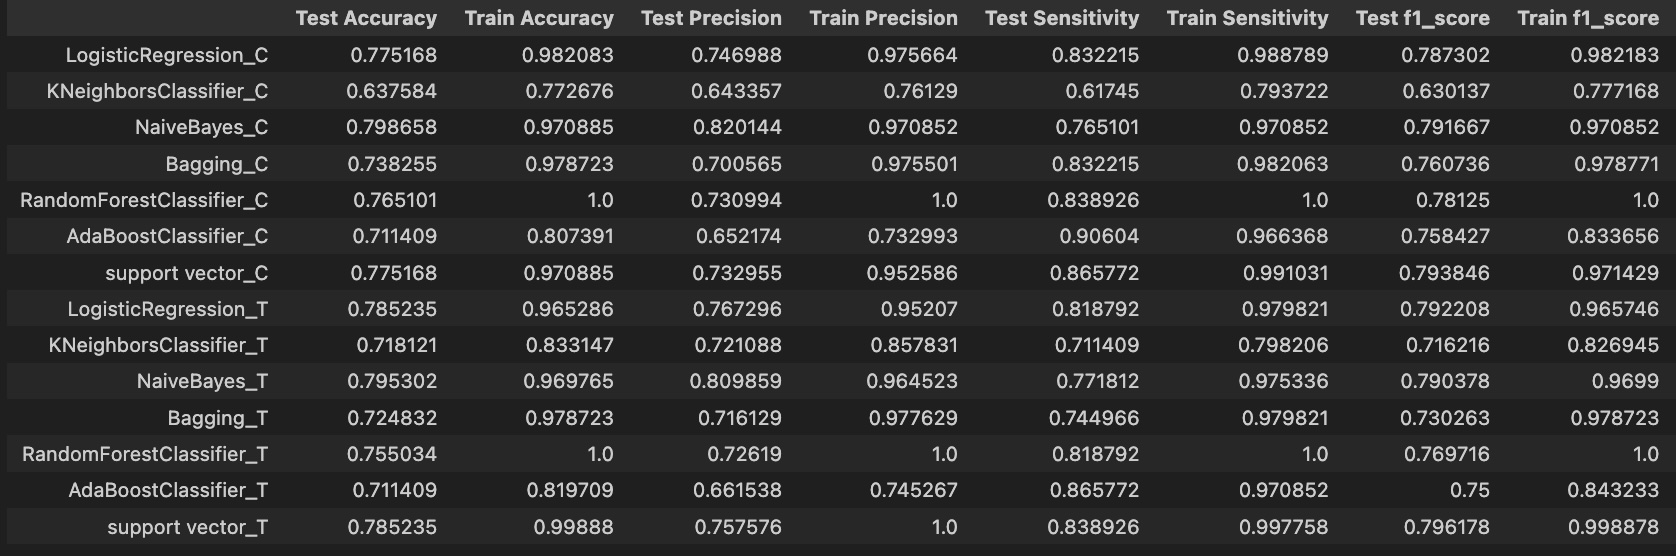 Test Accuracy Train Accuracy Test Precision Train Precision Test Sensitivity Train Sensitivity Test f1_score Train f1_score
LogisticRegression_C 0.775168 0.982083 0.746988 0.975664 0.832215 0.988789 0.787302 0.982183
KNeighborsClassifier_C 0.637584 0.772676 0.643357 0.76129 0.61745 0.793722 0.630137 0.777168
NaiveBayes_C 0.798658 0.970885 0.820144 0.970852 0.765101 0.970852 0.791667 0.970852
Bagging_C 0.738255 0.978723 0.700565 0.975501 0.832215 0.982063 0.760736 0.978771
RandomForestClassifier_C 0.765101 1.0 0.730994 1.0 0.838926 1.0 0.78125 1.0
AdaBoostClassifier_C 0.711409 0.807391 0.652174 0.732993 0.90604 0.966368 0.758427 0.833656
support vector_C 0.775168 0.970885 0.732955 0.952586 0.865772 0.991031 0.793846 0.971429
LogisticRegression_T 0.785235 0.965286 0.767296 0.95207 0.818792 0.979821 0.792208 0.965746
KNeighborsClassifier_T 0.718121 0.833147 0.721088 0.857831 0.711409 0.798206 0.716216 0.826945
NaiveBayes_T 0.795302 0.969765 0.809859 0.964523 0.771812 0.975336 0.790378 0.9699
Bagging_T 0.724832 0.978723 0.716129 0.977629 0.744966 0.979821 0.730263 0.978723
RandomForestClassifier_T 0.755034 1.0 0.72619 1.0 0.818792 1.0 0.769716 1.0
AdaBoostClassifier_T 0.711409 0.819709 0.661538 0.745267 0.865772 0.970852 0.75 0.843233
support vector_T 0.785235 0.99888 0.757576 1.0 0.838926 0.997758 0.796178 0.998878